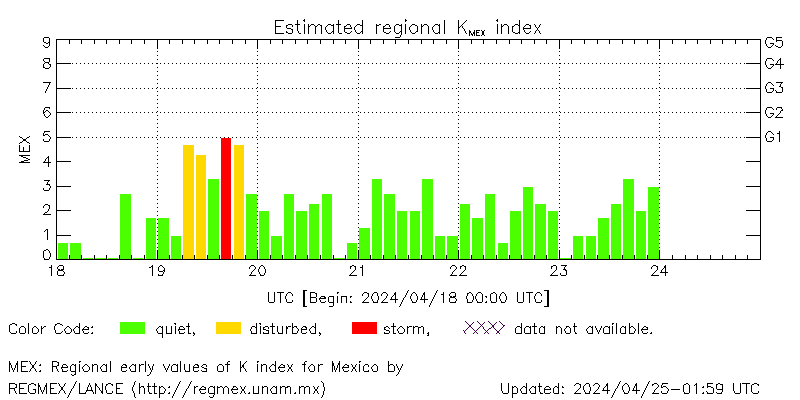 Estimated regional K_MEX index
9 G5
8 G4
7 G3
6 G2
5 G1
4
3
2
1
0
MEX
18 19 20 21 22 23 24
UTC [Begin: 2024/04/18 00:00 UTC]
Color Code: quiet, disturbed, storm, data not available.
MEX: Regional early values of K index for Mexico by
REGMEX/LANCE (http://regmex.unam.mx) Updated: 2024/04/25-01:59 UTC